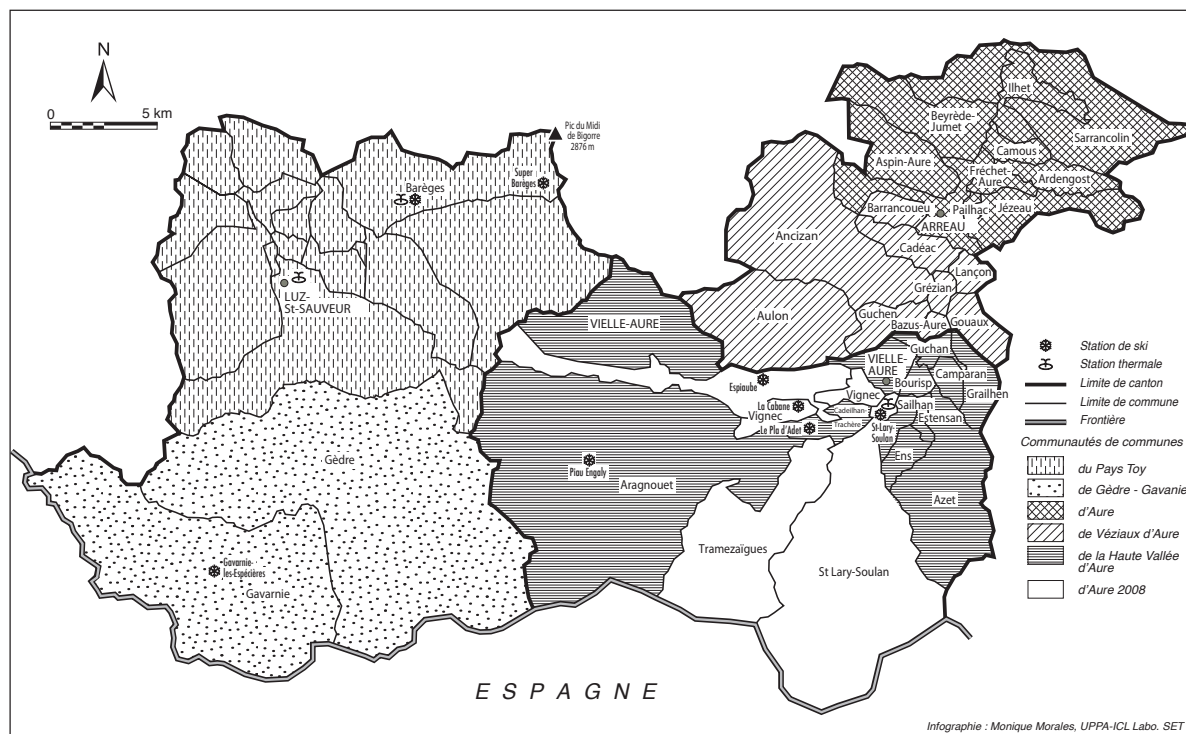 N
0 5 km
Pic du Midi
de Bigorre
2876 m
Super
Barèges
Barèges
LUZ-
St-SAUVEUR
Gèdre
Gavarnie-
les-Espécières
Gavarnie
VIELLE-AURE
Espiaube
La Cabane
Vignec
Le Pla d'Adet
Piau Engaly
Aragnouet
Tramezaïgues
St Lary-Soulan
Ilhet
Beyrède-
Jumet
Sarrancolin
Camous
Aspin-Aure
Fréchet-
Aure
Ardengost
Barrancoueu
Pailhac
Jézeau
ARREAU
Ancizan
Cadéac
Lançon
Grézian
Aulon
Guchen
Bazus-Aure
Gouaux
Guchan
VIELLE-
AURE
Bourisp
Camparan
Grailhen
Vignec
Cadeilhan-
Trachère
Sailhan
Estensan
St-Lary-
Soulan
Ens
Azet
Station de ski
Station thermale
Limite de canton
Limite de commune
Frontière
Communautés de communes
du Pays Toy
de Gèdre - Gavanie
d'Aure
de Véziaux d'Aure
de la Haute Vallée
d'Aure
d'Aure 2008
ESPAGNE
Infographie : Monique Morales, UPPA-ICL Labo. SET